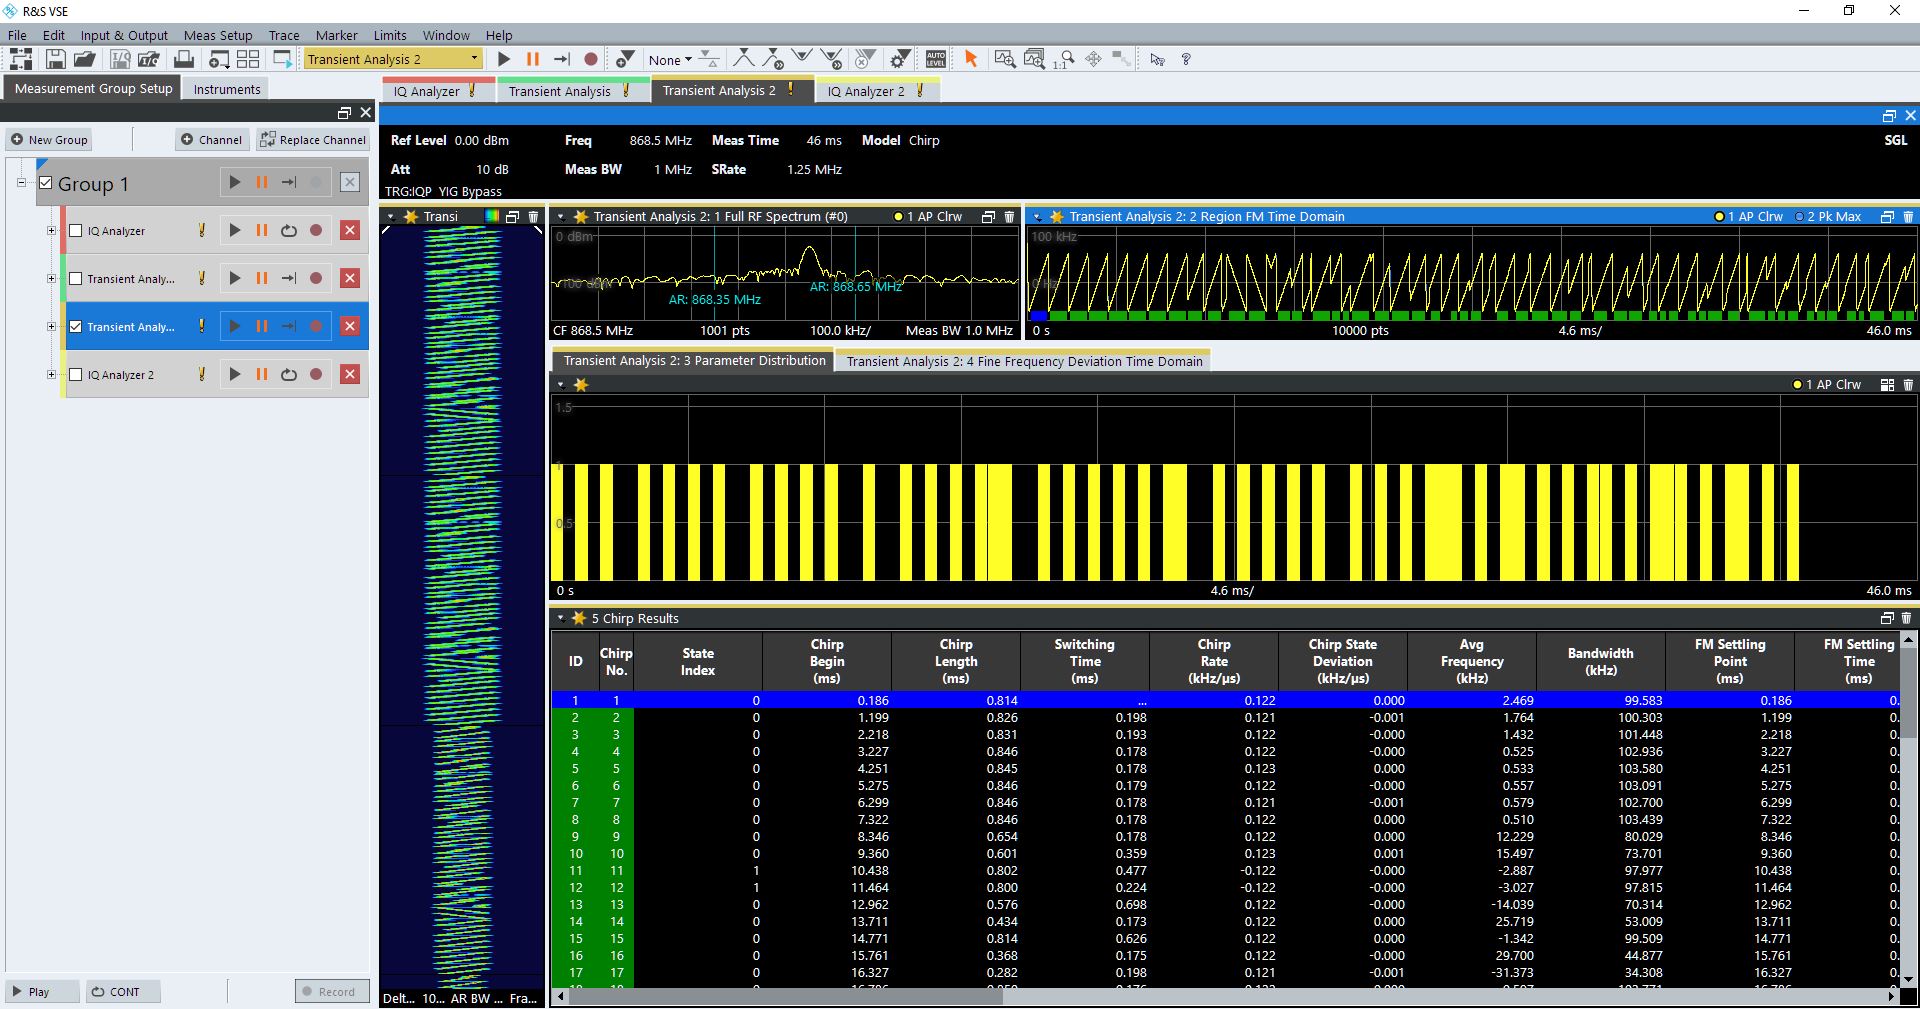 R&S VSE
File Edit Input & Output Meas Setup Trace Marker Limits Window Help
Transient Analysis 2
None
1:1
AUTO LEVEL
Measurement Group Setup Instruments
IQ Analyzer Transient Analysis Transient Analysis 2 IQ Analyzer 2
New Group Channel Replace Channel
Group 1
IQ Analyzer
Transient Analy...
Transient Analy...
IQ Analyzer 2
Play CONT Record
Ref Level 0.00 dBm Freq 868.5 MHz Meas Time 46 ms Model Chirp SGL
Att 10 dB Meas BW 1 MHz SRate 1.25 MHz
TRG:IQP YIG Bypass
Transi
Delt... 10... AR BW ... Fra...
Transient Analysis 2: 1 Full RF Spectrum (#0) 1 AP Clrw
0 dBm
AR: 868.65 MHz
AR: 868.35 MHz
CF 868.5 MHz 1001 pts 100.0 kHz/ Meas BW 1.0 MHz
Transient Analysis 2: 2 Region FM Time Domain 1 AP Clrw 2 Pk Max
100 kHz
0 s 10000 pts 4.6 ms/ 46.0 ms
Transient Analysis 2: 3 Parameter Distribution Transient Analysis 2: 4 Fine Frequency Deviation Time Domain
1 AP Clrw
1.5
1
0.5
0 s 4.6 ms/ 46.0 ms
5 Chirp Results
ID Chirp No. State Index Chirp Begin (ms) Chirp Length (ms) Switching Time (ms) Chirp Rate (kHz/µs) Chirp State Deviation (kHz/µs) Avg Frequency (kHz) Bandwidth (kHz) FM Settling Point (ms) FM Settling Time (ms)
1 1 0 0.186 0.814 ... 0.122 0.000 2.469 99.583 0.186 0.
2 2 0 1.199 0.826 0.198 0.121 -0.001 1.764 100.303 1.199 0.
3 3 0 2.218 0.831 0.193 0.122 -0.000 1.432 101.448 2.218 0.
4 4 0 3.227 0.846 0.178 0.122 -0.000 0.525 102.936 3.227 0.
5 5 0 4.251 0.845 0.178 0.123 0.000 0.533 103.580 4.251 0.
6 6 0 5.275 0.846 0.179 0.122 -0.000 0.557 103.091 5.275 0.
7 7 0 6.299 0.846 0.178 0.121 -0.001 0.579 102.700 6.299 0.
8 8 0 7.322 0.846 0.178 0.122 0.000 0.510 103.439 7.322 0.
9 9 0 8.346 0.654 0.178 0.122 0.000 12.229 80.029 8.346 0.
10 10 0 9.360 0.601 0.359 0.123 0.001 15.497 73.701 9.360 0.
11 11 1 10.438 0.802 0.477 -0.122 -0.000 -2.887 97.977 10.438 0.
12 12 1 11.464 0.800 0.224 -0.122 -0.000 -3.027 97.815 11.464 0.
13 13 0 12.962 0.576 0.698 0.122 -0.000 -14.039 70.314 12.962 0.
14 14 0 13.711 0.434 0.173 0.122 0.000 25.719 53.009 13.711 0.
15 15 0 14.771 0.814 0.626 0.122 0.000 -1.342 99.509 14.771 0.
16 16 0 15.761 0.368 0.175 0.122 -0.000 29.700 44.877 15.761 0.
17 17 0 16.327 0.282 0.198 0.121 -0.001 -31.373 34.308 16.327 0.